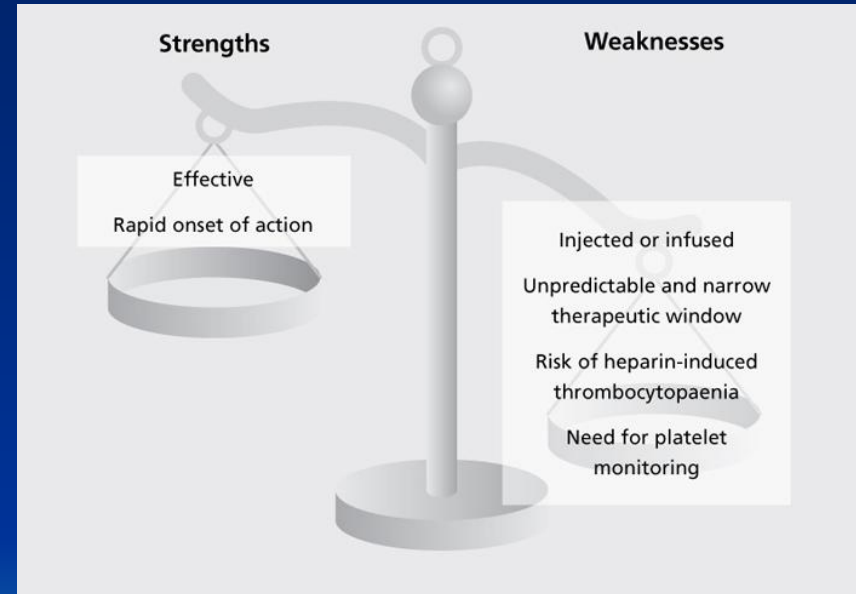 Strengths
Effective
Rapid onset of action
Weaknesses
Injected or infused
Unpredictable and narrow
therapeutic window
Risk of heparin-induced
thrombocytopaenia
Need for platelet
monitoring